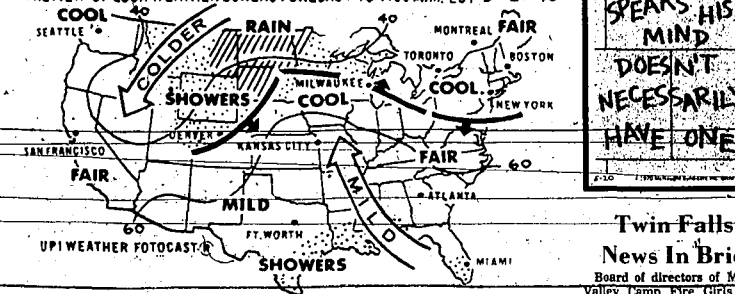 COOL
40
SEATTLE
COLDER
RAIN
40
MONTREAL
FAIR
TORONTO
BOSTON
MILWAUKEE
COOL
SHOWERS
COOL
NEW YORK
DENVER
KANSAS CITY
SAN FRANCISCO
FAIR
FAIR
60
MILD
MILD
ATLANTA
60
FT. WORTH
UPI WEATHER FOTOCAST
SHOWERS
MIAMI
SPEAKS HIS
MIND
DOESN'T
NECESSARILY
HAVE ONE
Twin Falls
News In Brie
Board of directors of M
Valley Camp Fire Girls